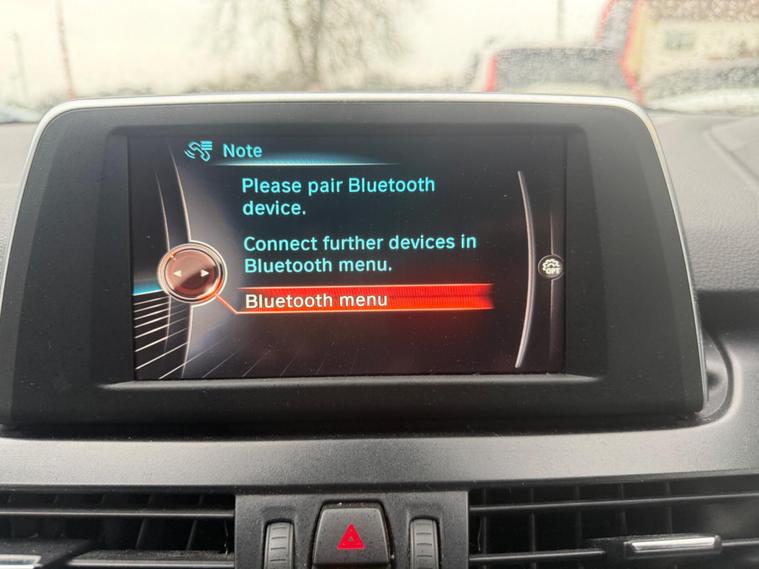 Note
Please pair Bluetooth
device.
Connect further devices in
Bluetooth menu.
Bluetooth menu
OPT